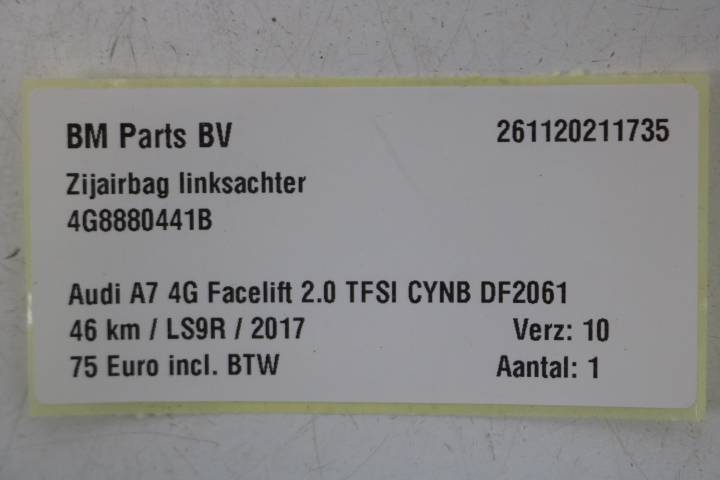 BM Parts BV 261120211735
Zijairbag linksachter
4G8880441B
Audi A7 4G Facelift 2.0 TFSI CYNB DF2061
46 km / LS9R / 2017 Verz: 10
75 Euro incl. BTW Aantal: 1